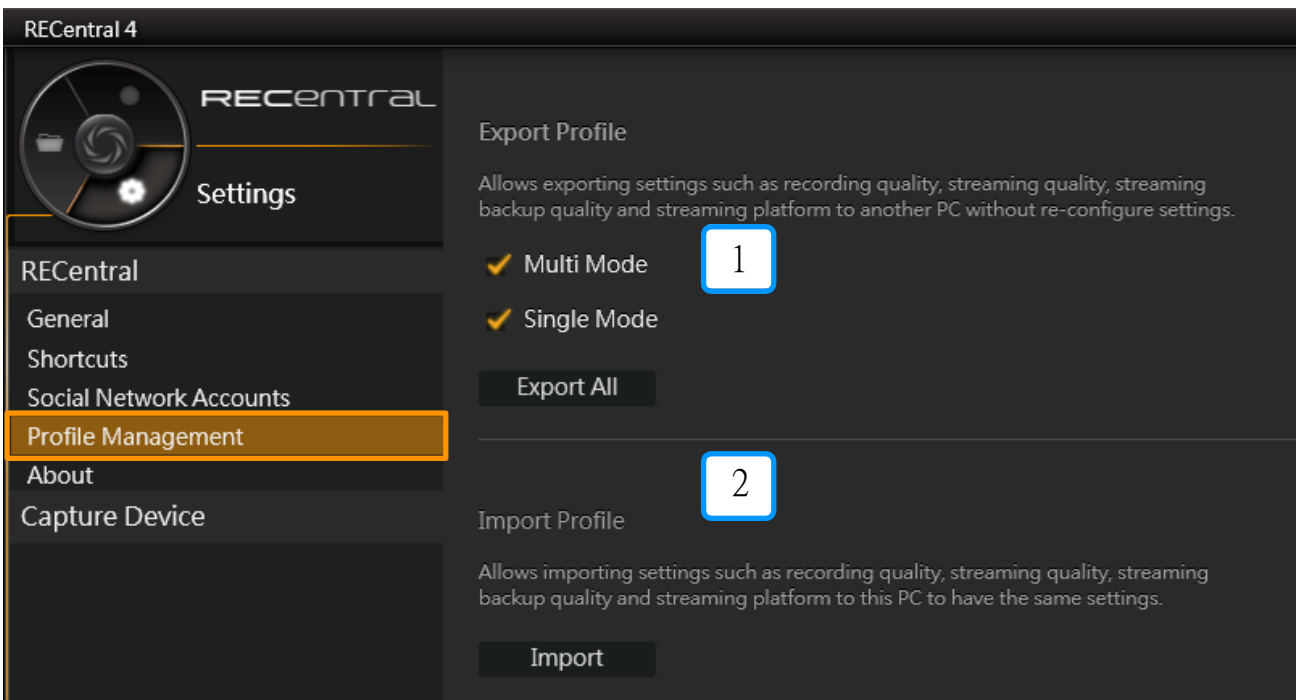 RECentral 4
RECentral
Settings
RECentral
General
Shortcuts
Social Network Accounts
Profile Management
About
Capture Device
Export Profile
Allows exporting settings such as recording quality, streaming quality, streaming
backup quality and streaming platform to another PC without re-configure settings.
Multi Mode
1
Single Mode
Export All
2
Import Profile
Allows importing settings such as recording quality, streaming quality, streaming
backup quality and streaming platform to this PC to have the same settings.
Import